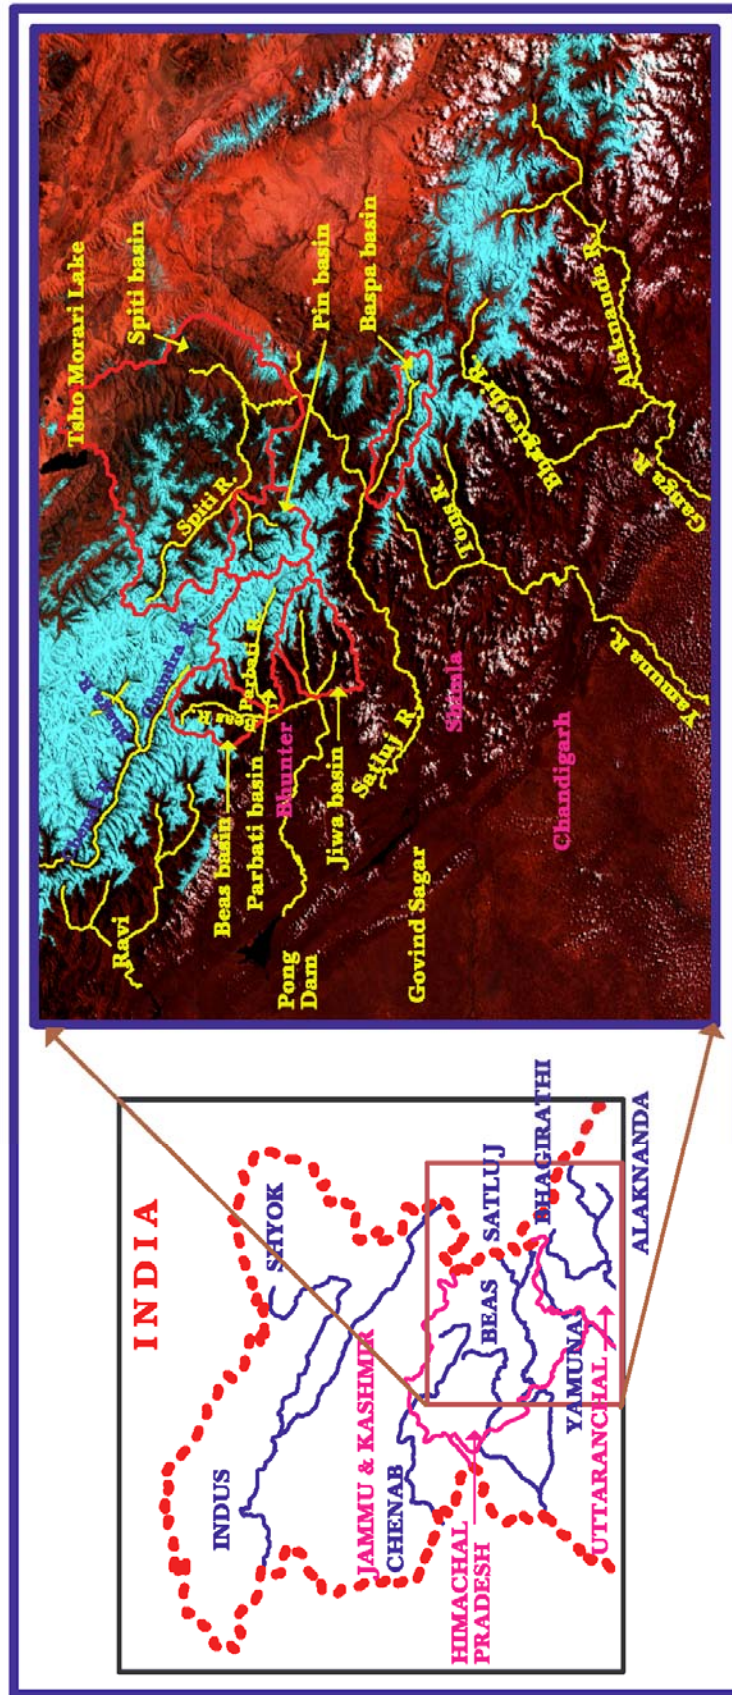 INDIA
SHYOK
INDUS
JAMMU & KASHMIR
CHENAB
HIMACHAL
PRADESH
BEAS
SATLUJ
BHAGIRATHI
YAMUNA
UTTARANCHAL
ALAKNANDA
Tsho Morari Lake
Spiti basin
Pin basin
Baspa basin
Spiti R.
Chandra R.
Ravi
Beas basin
Parbati basin
Parbati R.
Beas R.
Bhunter
Jiwa basin
Pong
Dam
Satluj R.
Govind Sagar
Shimla
Chandigarh
Tons R.
Bhagirathi R.
Alaknanda R.
Ganga R.
Yamuna R.